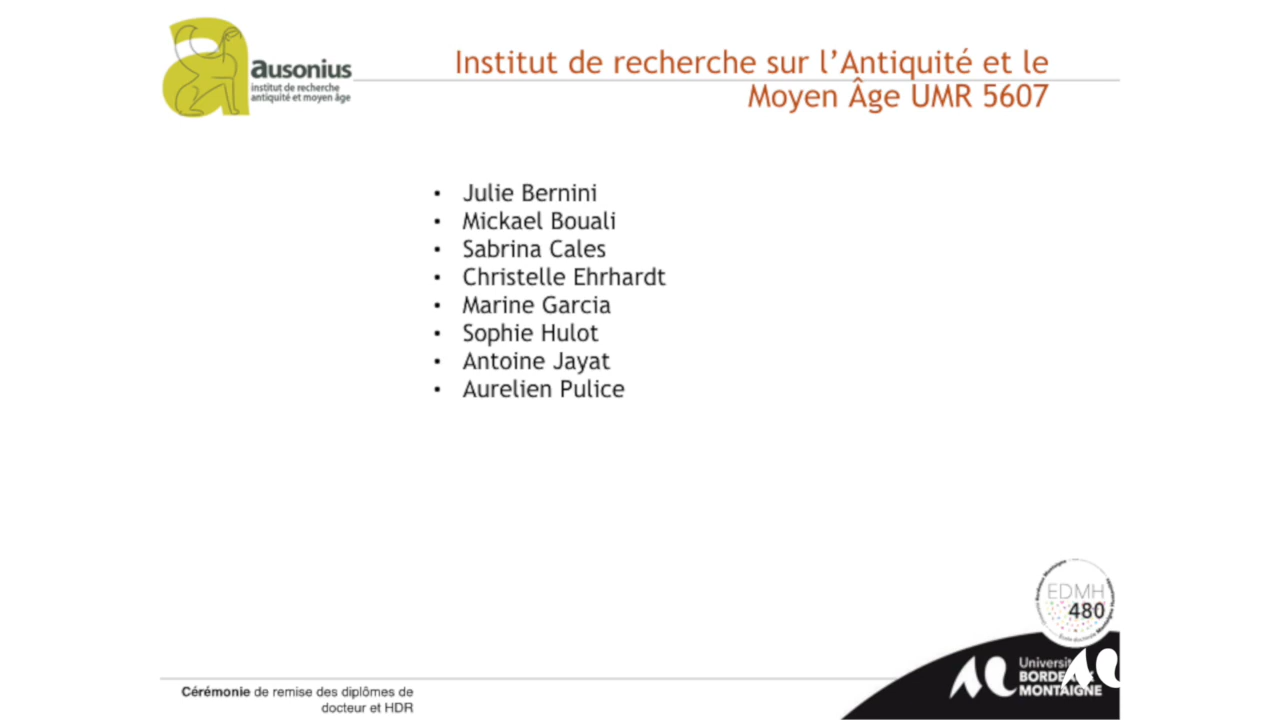 ausonius
institut de recherche
antiquité et moyen âge
Institut de recherche sur l’Antiquité et le
Moyen Âge UMR 5607
• Julie Bernini
• Mickael Bouali
• Sabrina Cales
• Christelle Ehrhardt
• Marine Garcia
• Sophie Hulot
• Antoine Jayat
• Aurelien Pulice
EDMH
480
Université
BORDEAUX
MONTAIGNE
Cérémonie de remise des diplômes de
docteur et HDR